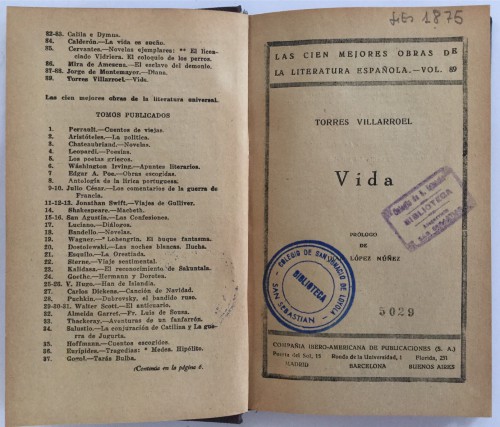 82-83. Calila e Dymna.
84. Calderón.—La vida es sueño.
85. Cervantes.—Novelas ejemplares: ** El licen-
ciado Vidriera. El coloquio de los perros.
86. Mira de Amescua.—El esclavo del demonio.
87-88. Jorge de Montemayor.—Diana.
89. Torres Villarroel.—Vida.
Las cien mejores obras de la literatura universal.
TOMOS PUBLICADOS
1. Perrault.—Cuentos de viejas.
2. Aristóteles.—La política.
3. Chateaubriand.—Novelas.
4. Leopardi.—Poesías.
5. Los poetas griegos.
6. Wáshington Irving.—Apuntes literarios.
7. Edgar A. Poe.—Obras escogidas.
8. Antología de la lírica portuguesa.
9-10. Julio César.—Los comentarios de la guerra de
Francia.
11-12-13. Jonathan Swift.—Viajes de Gulliver.
14. Shakespeare.—Macbeth.
15-16. San Agustín.—Las Confesiones.
17. Luciano.—Diálogos.
18. Bandello.—Novelas.
19. Wagner.—* Lohengrin. El buque fantasma.
20. Dostoiewski.—Las noches blancas. Iliucha.
21. Esquilo.—La Orestiada.
22. Sterne.—Viaje sentimental.
23. Kalidasa.—El reconocimiento de Sakuntala.
24. Goethe.—Hermann y Dorotea.
25-26. V. Hugo.—Han de Islandia.
27. Carlos Dickens.—Canción de Navidad.
28. Puchkin.—Dubrovsky, el bandido ruso.
29-30-31. Walter Scott.—El anticuario.
32. Almeida Garret.—Fr. Luis de Souza.
33. Thackeray.—Aventuras de un fanfarrón.
34. Salustio.—La conjuración de Catilina y La gue-
rra de Jugurta.
35. Hoffmann.—Cuentos escogidos.
36. Eurípides.—Tragedias: * Medea. Hipólito.
37. Gogol.—Tarás Bulba.
(Continúa en la página
1875
LAS CIEN MEJORES OBRAS DE
LA LITERATURA ESPAÑOLA.—VOL. 89
TORRES VILLARROEL
Vida
BIBLIOTECA
PRÓLOGO
DE
LÓPEZ NÚÑEZ
COLEGIO DE SAN IGNACIO DE LOYOLA
BIBLIOTECA
SAN SEBASTIAN
5029
COMPAÑÍA IBERO-AMERICANA DE PUBLICACIONES (S. A.)
Puerta del Sol, 15 Ronda de la Universidad, 1 Florida, 251
MADRID BARCELONA BUENOS AIRES